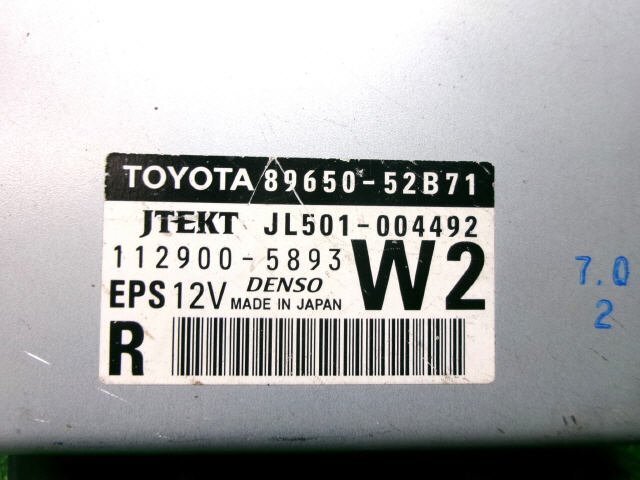 TOYOTA 89650-52B71
JTEKT JL501-004492
112900-5893
W2
EPS 12V DENSO
MADE IN JAPAN
R
7.0
2